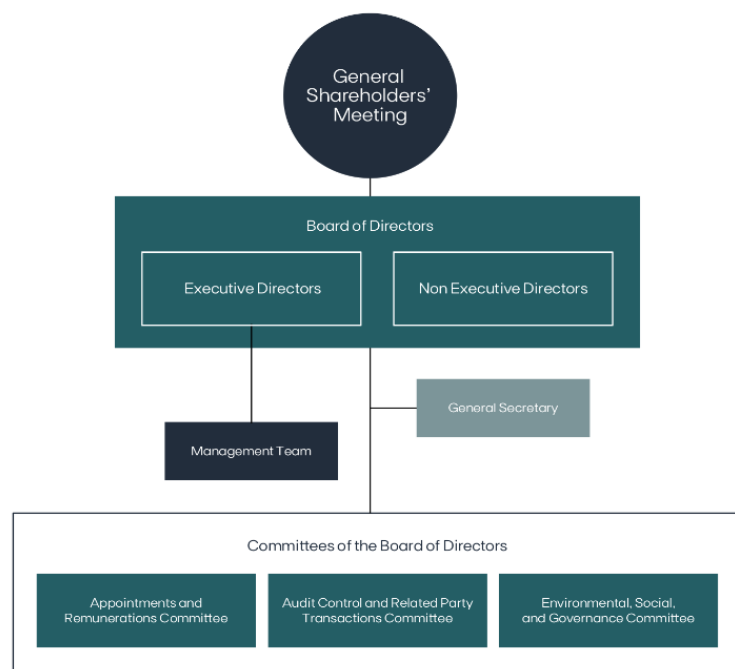 General
Shareholders'
Meeting
Board of Directors
Executive Directors
Non Executive Directors
General Secretary
Management Team
Committees of the Board of Directors
Appointments and
Remunerations Committee
Audit Control and Related Party
Transactions Committee
Environmental, Social,
and Governance Committee